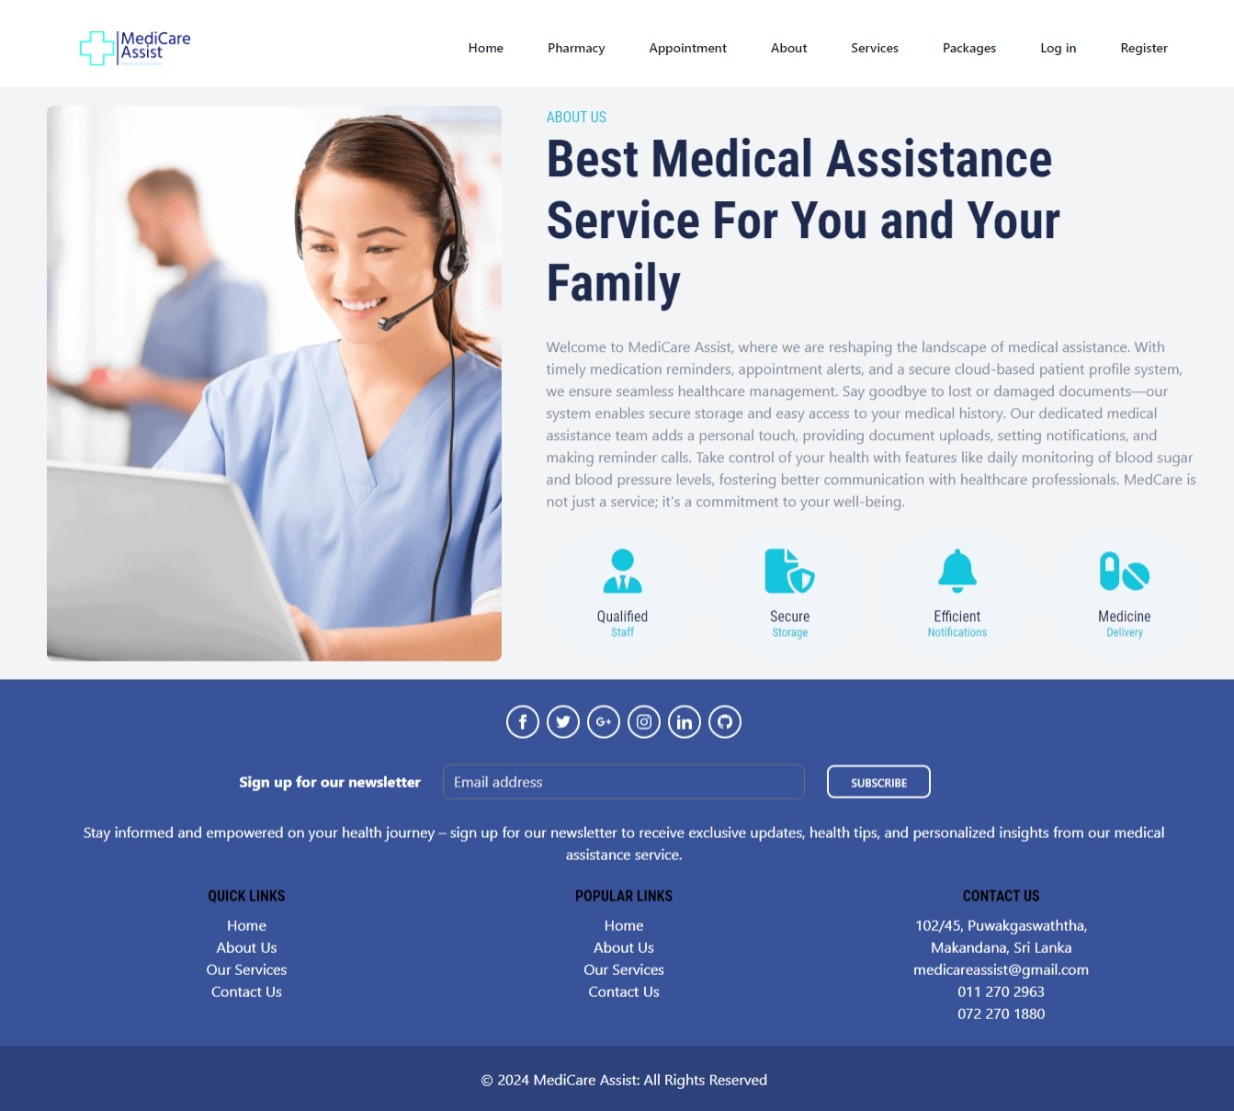 MediCare
Assist
Home
Pharmacy
Appointment
About
Services
Packages
Log in
Register
ABOUT US
Best Medical Assistance
Service For You and Your
Family
Welcome to MediCare Assist, where we are reshaping the landscape of medical assistance. With
timely medication reminders, appointment alerts, and a secure cloud-based patient profile system,
we ensure seamless healthcare management. Say goodbye to lost or damaged documents—our
system enables secure storage and easy access to your medical history. Our dedicated medical
assistance team adds a personal touch, providing document uploads, setting notifications, and
making reminder calls. Take control of your health with features like daily monitoring of blood sugar
and blood pressure levels, fostering better communication with healthcare professionals. MedCare is
not just a service; it's a commitment to your well-being.
Qualified
Staff
Secure
Storage
Efficient
Notifications
Medicine
Delivery
Sign up for our newsletter
Email address
SUBSCRIBE
Stay informed and empowered on your health journey – sign up for our newsletter to receive exclusive updates, health tips, and personalized insights from our medical
assistance service.
QUICK LINKS
Home
About Us
Our Services
Contact Us
POPULAR LINKS
Home
About Us
Our Services
Contact Us
CONTACT US
102/45, Puwakgaswaththa,
Makandana, Sri Lanka
medicareassist@gmail.com
011 270 2963
072 270 1880
© 2024 MediCare Assist: All Rights Reserved